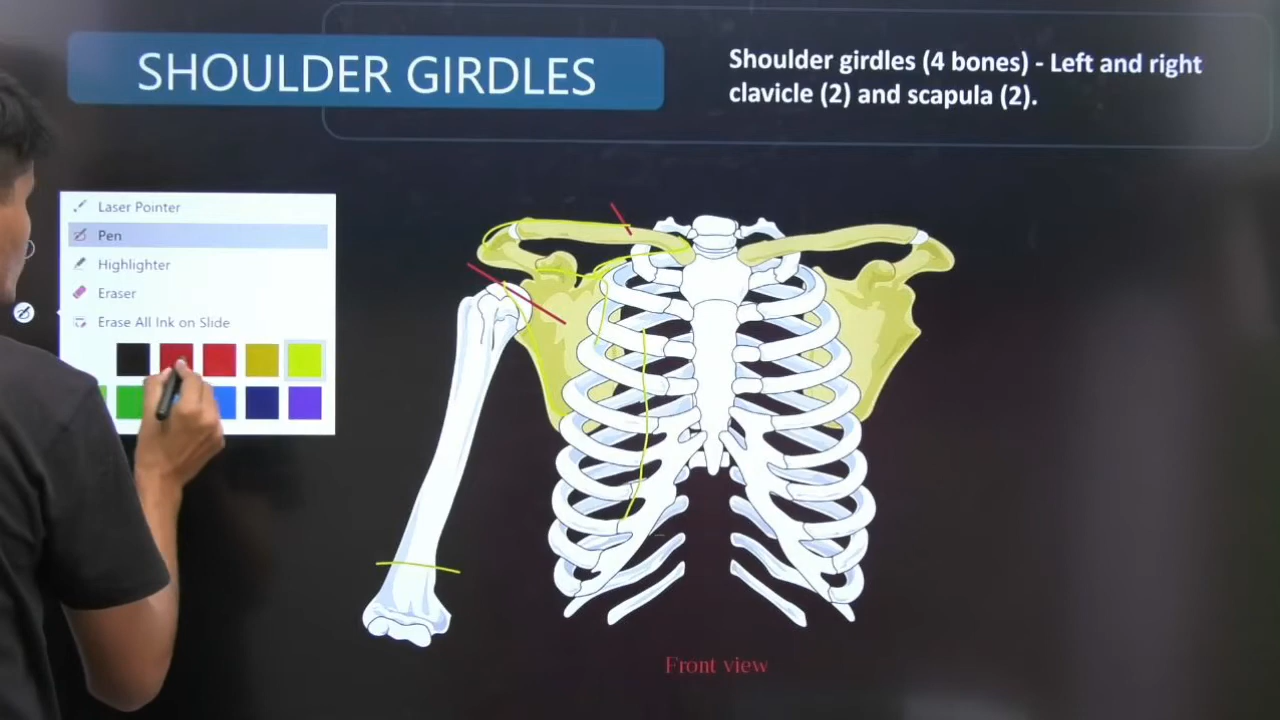 SHOULDER GIRDLES
Shoulder girdles (4 bones) - Left and right
clavicle (2) and scapula (2).
Laser Pointer
Pen
Highlighter
Eraser
Erase All Ink on Slide
Front view